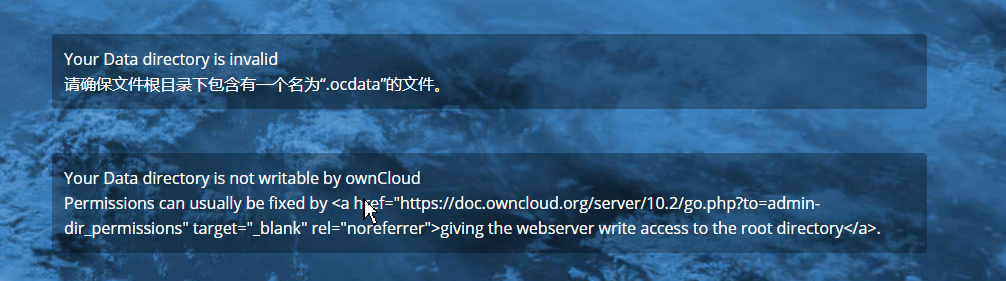 Your Data directory is invalid
请确保文件根目录下包含有一个名为“.ocdata”的文件。
Your Data directory is not writable by ownCloud
Permissions can usually be fixed by <a href="https://doc.owncloud.org/server/10.2/go.php?to=admin-
dir_permissions" target="_blank" rel="noreferrer">giving the webserver write access to the root directory</a>.